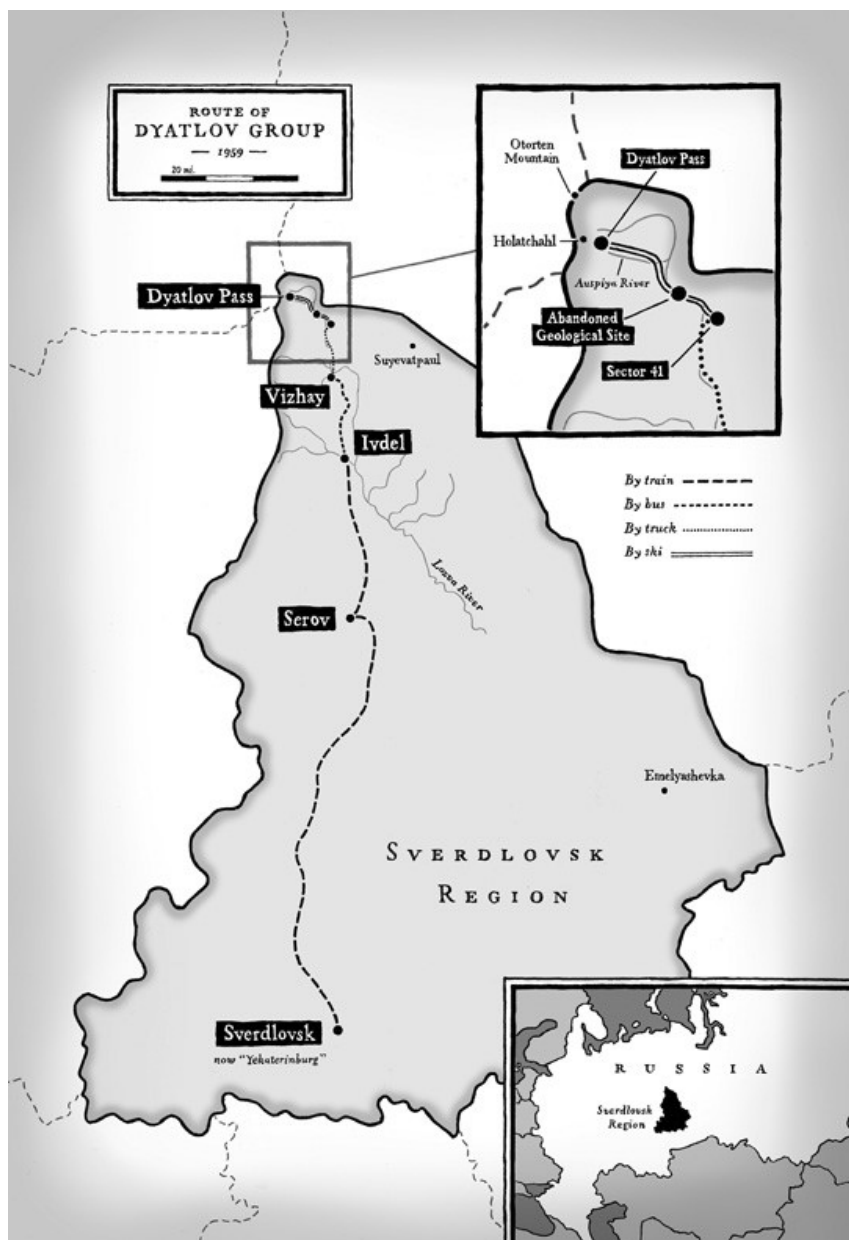 ROUTE OF
DYATLOV GROUP
1959
20 mi.
Otorten
Mountain
Dyatlov Pass
Holatchahl
Auspiya River
Abandoned
Geological Site
Sector 41
Dyatlov Pass
Suyevatpaul
Vizhay
Ivdel
By train
By bus
By truck
By ski
Lozva River
Serov
Emelyashevka
SVERDLOVSK
REGION
Sverdlovsk
now "Yekaterinburg"
RUSSIA
Sverdlovsk
Region